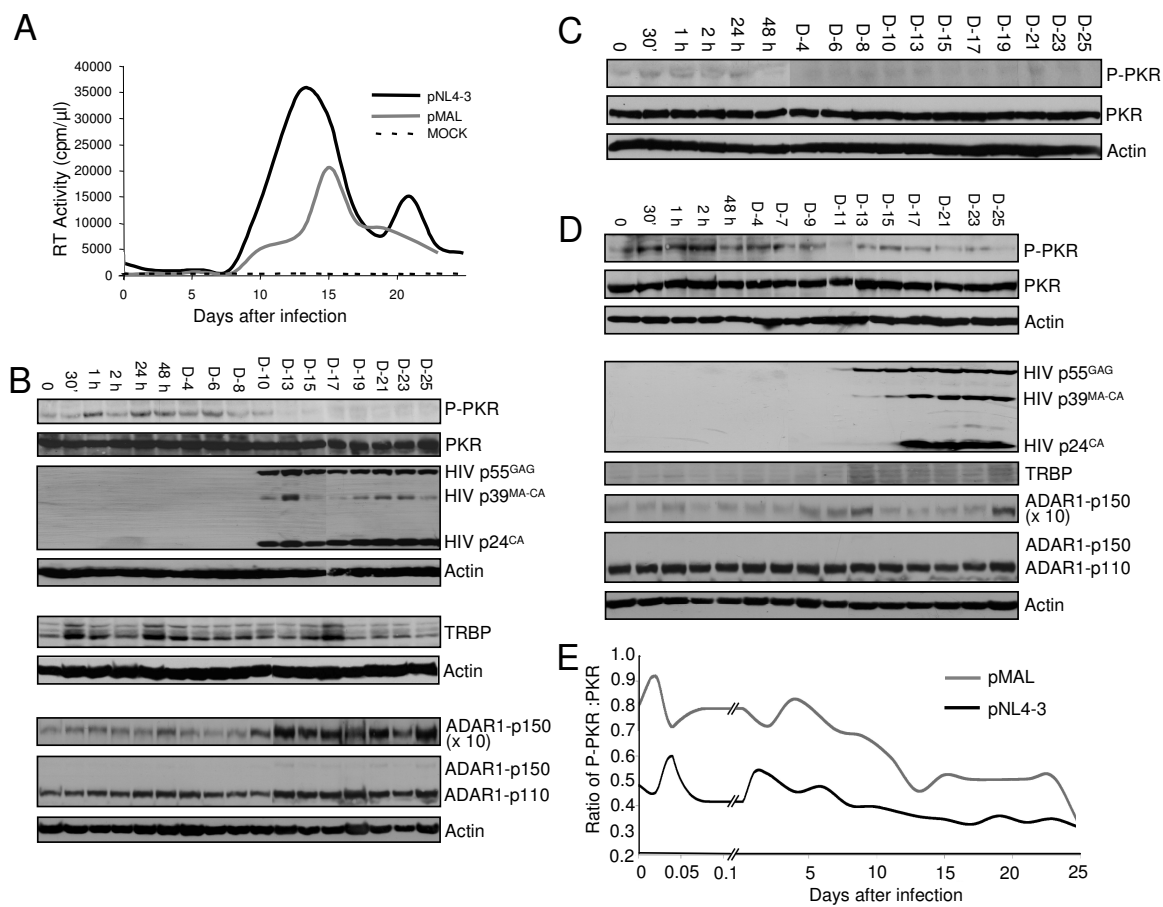 A
40000
35000
30000
25000
20000
15000
10000
5000
0
RT Activity (cpm/µl)
0 5 10 15 20
Days after infection
pNL4-3
pMAL
MOCK
B
0 30' 1 h 2 h 24 h 48 h D-4 D-6 D-8 D-10 D-13 D-15 D-17 D-19 D-21 D-23 D-25
P-PKR
PKR
HIV p55GAG
HIV p39MA-CA
HIV p24CA
Actin
TRBP
Actin
ADAR1-p150
(x 10)
ADAR1-p150
ADAR1-p110
Actin
C
0 30' 1 h 2 h 24 h 48 h D-4 D-6 D-8 D-10 D-13 D-15 D-17 D-19 D-21 D-23 D-25
P-PKR
PKR
Actin
D
0 30' 1 h 2 h 48 h D-4 D-7 D-9 D-11 D-13 D-15 D-17 D-21 D-23 D-25
P-PKR
PKR
Actin
HIV p55GAG
HIV p39MA-CA
HIV p24CA
TRBP
ADAR1-p150
(x 10)
ADAR1-p150
ADAR1-p110
Actin
E
1.0
0.9
0.8
0.7
0.6
0.5
0.4
0.3
0.2
Ratio of P-PKR :PKR
pMAL
pNL4-3
0 0.05 0.1 5 10 15 20 25
Days after infection